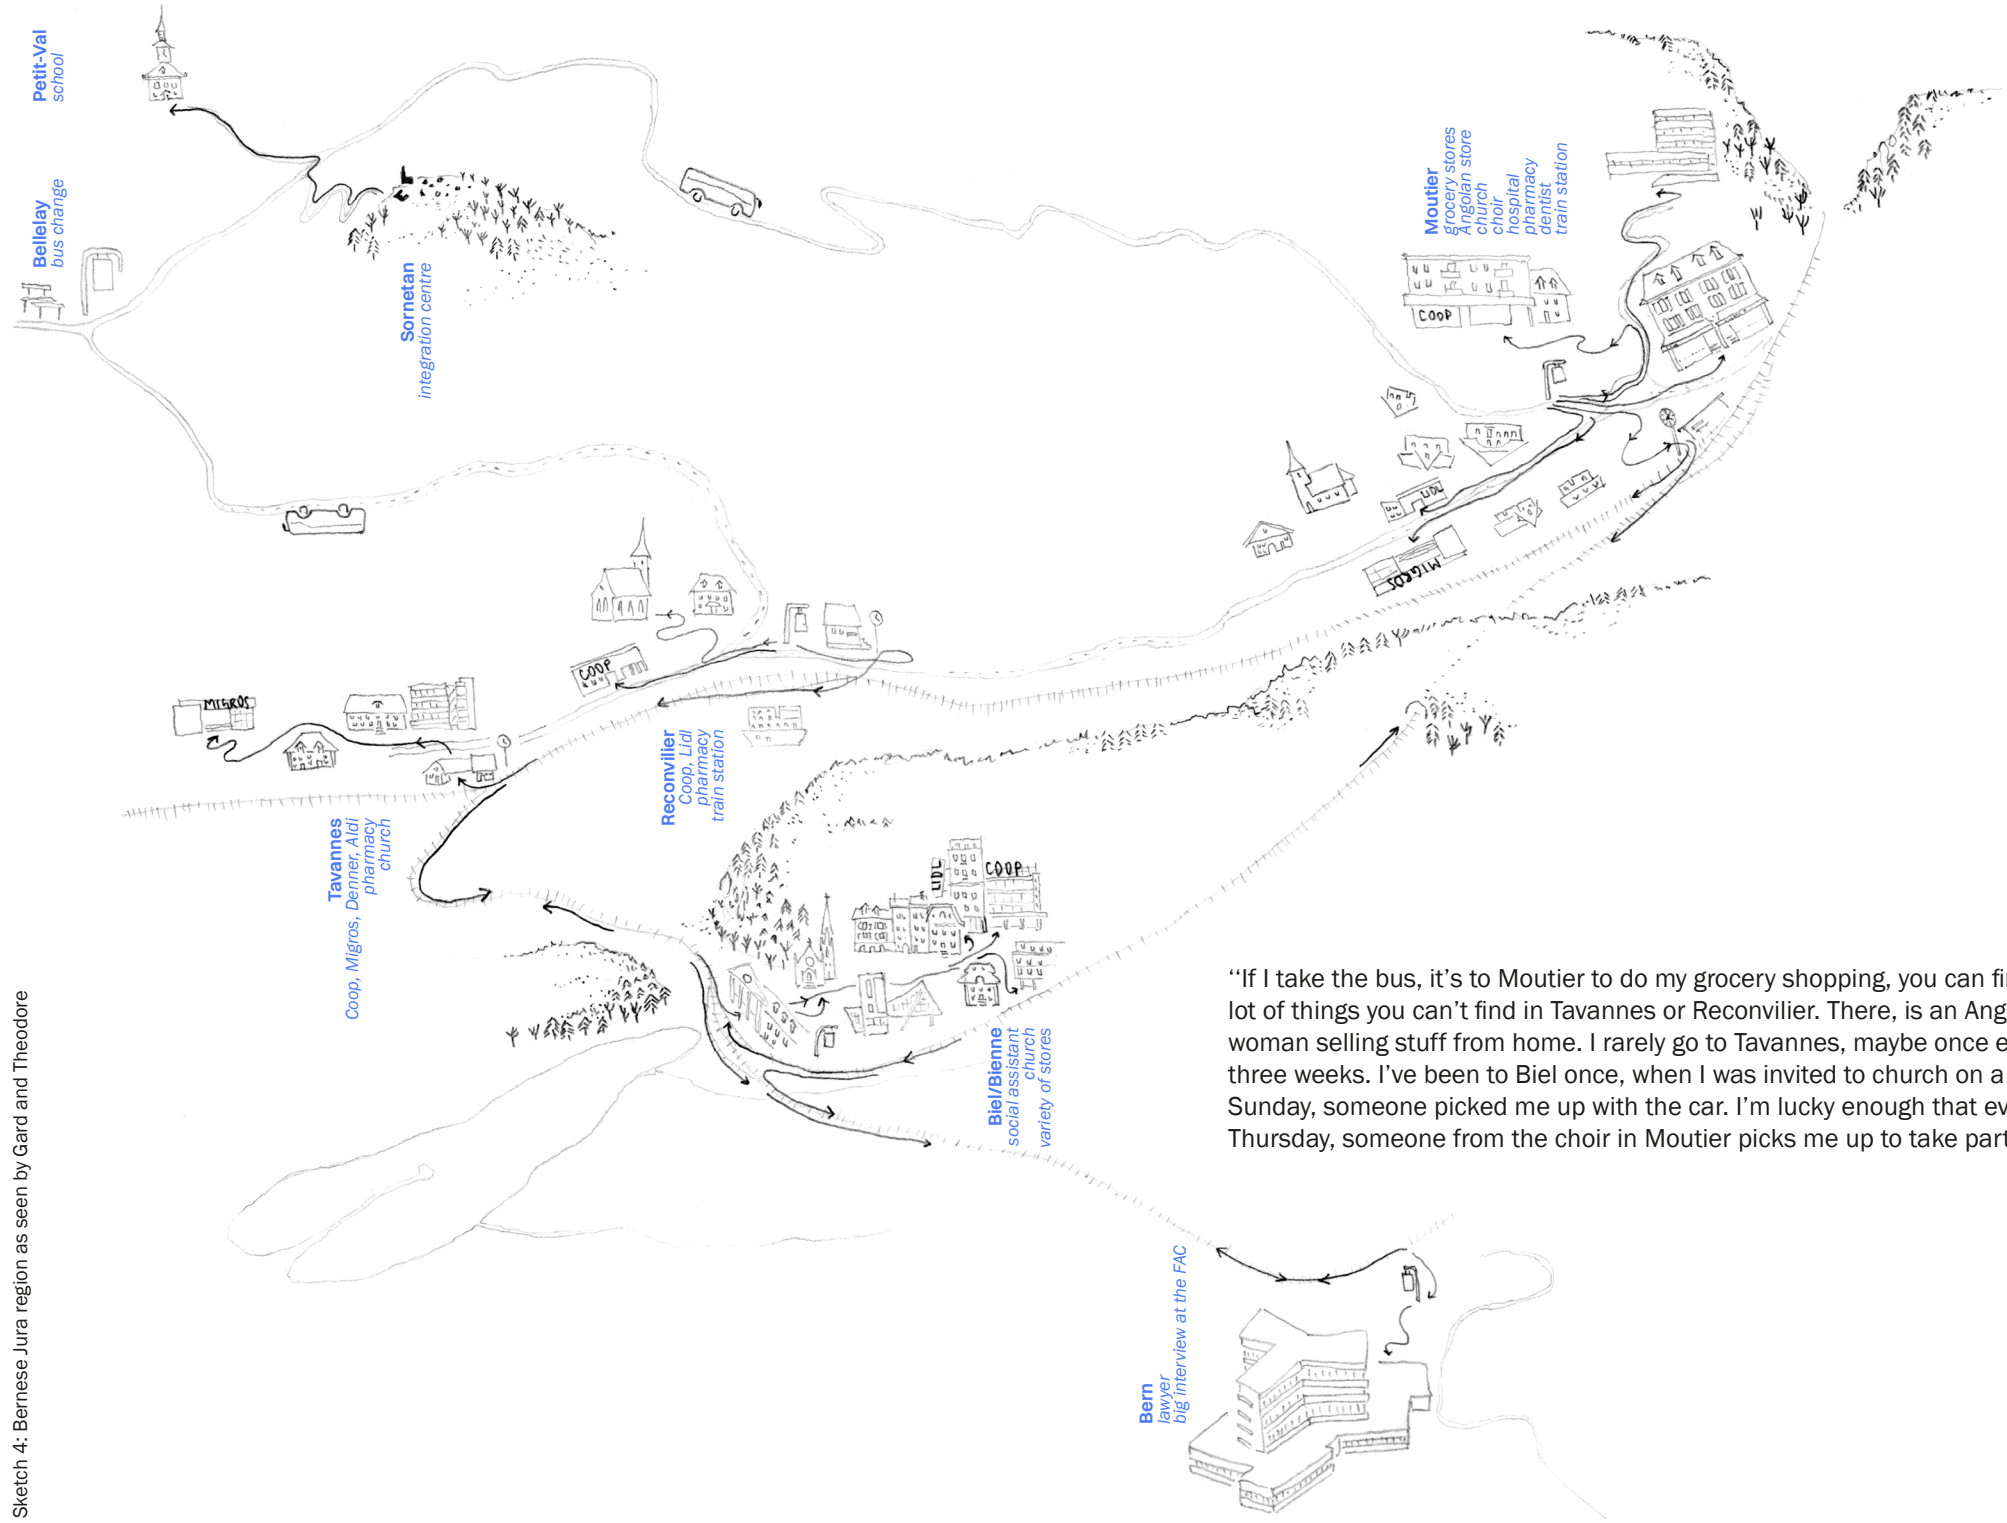 Petit-Val
school
Bellelay
bus change
Sornetan
integration centre
Moutier
grocery stores
Angolan store
church
choir
hospital
pharmacy
dentist
train station
COOP
LIDL
MIGROS
COOP
MIGROS
Reconvilier
Coop, Lidl
pharmacy
train station
Tavannes
Coop, Migros, Denner, Aldi
pharmacy
church
LIDL
COOP
Biel/Bienne
social assistant
church
variety of stores
Bern
lawyer
big interview at the FAC
‘‘If I take the bus, it’s to Moutier to do my grocery shopping, you can fi
lot of things you can’t find in Tavannes or Reconvilier. There, is an Ang
woman selling stuff from home. I rarely go to Tavannes, maybe once e
three weeks. I’ve been to Biel once, when I was invited to church on a
Sunday, someone picked me up with the car. I’m lucky enough that ev
Thursday, someone from the choir in Moutier picks me up to take part
Sketch 4: Bernese Jura region as seen by Gard and Theodore